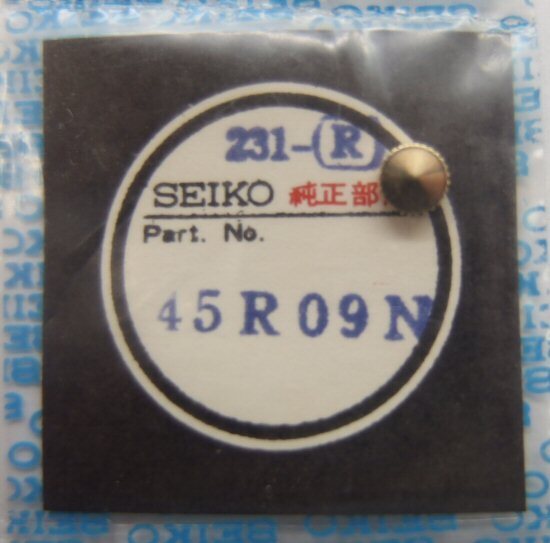 231-R
SEIKO 純正部
Part. No.
45R09N